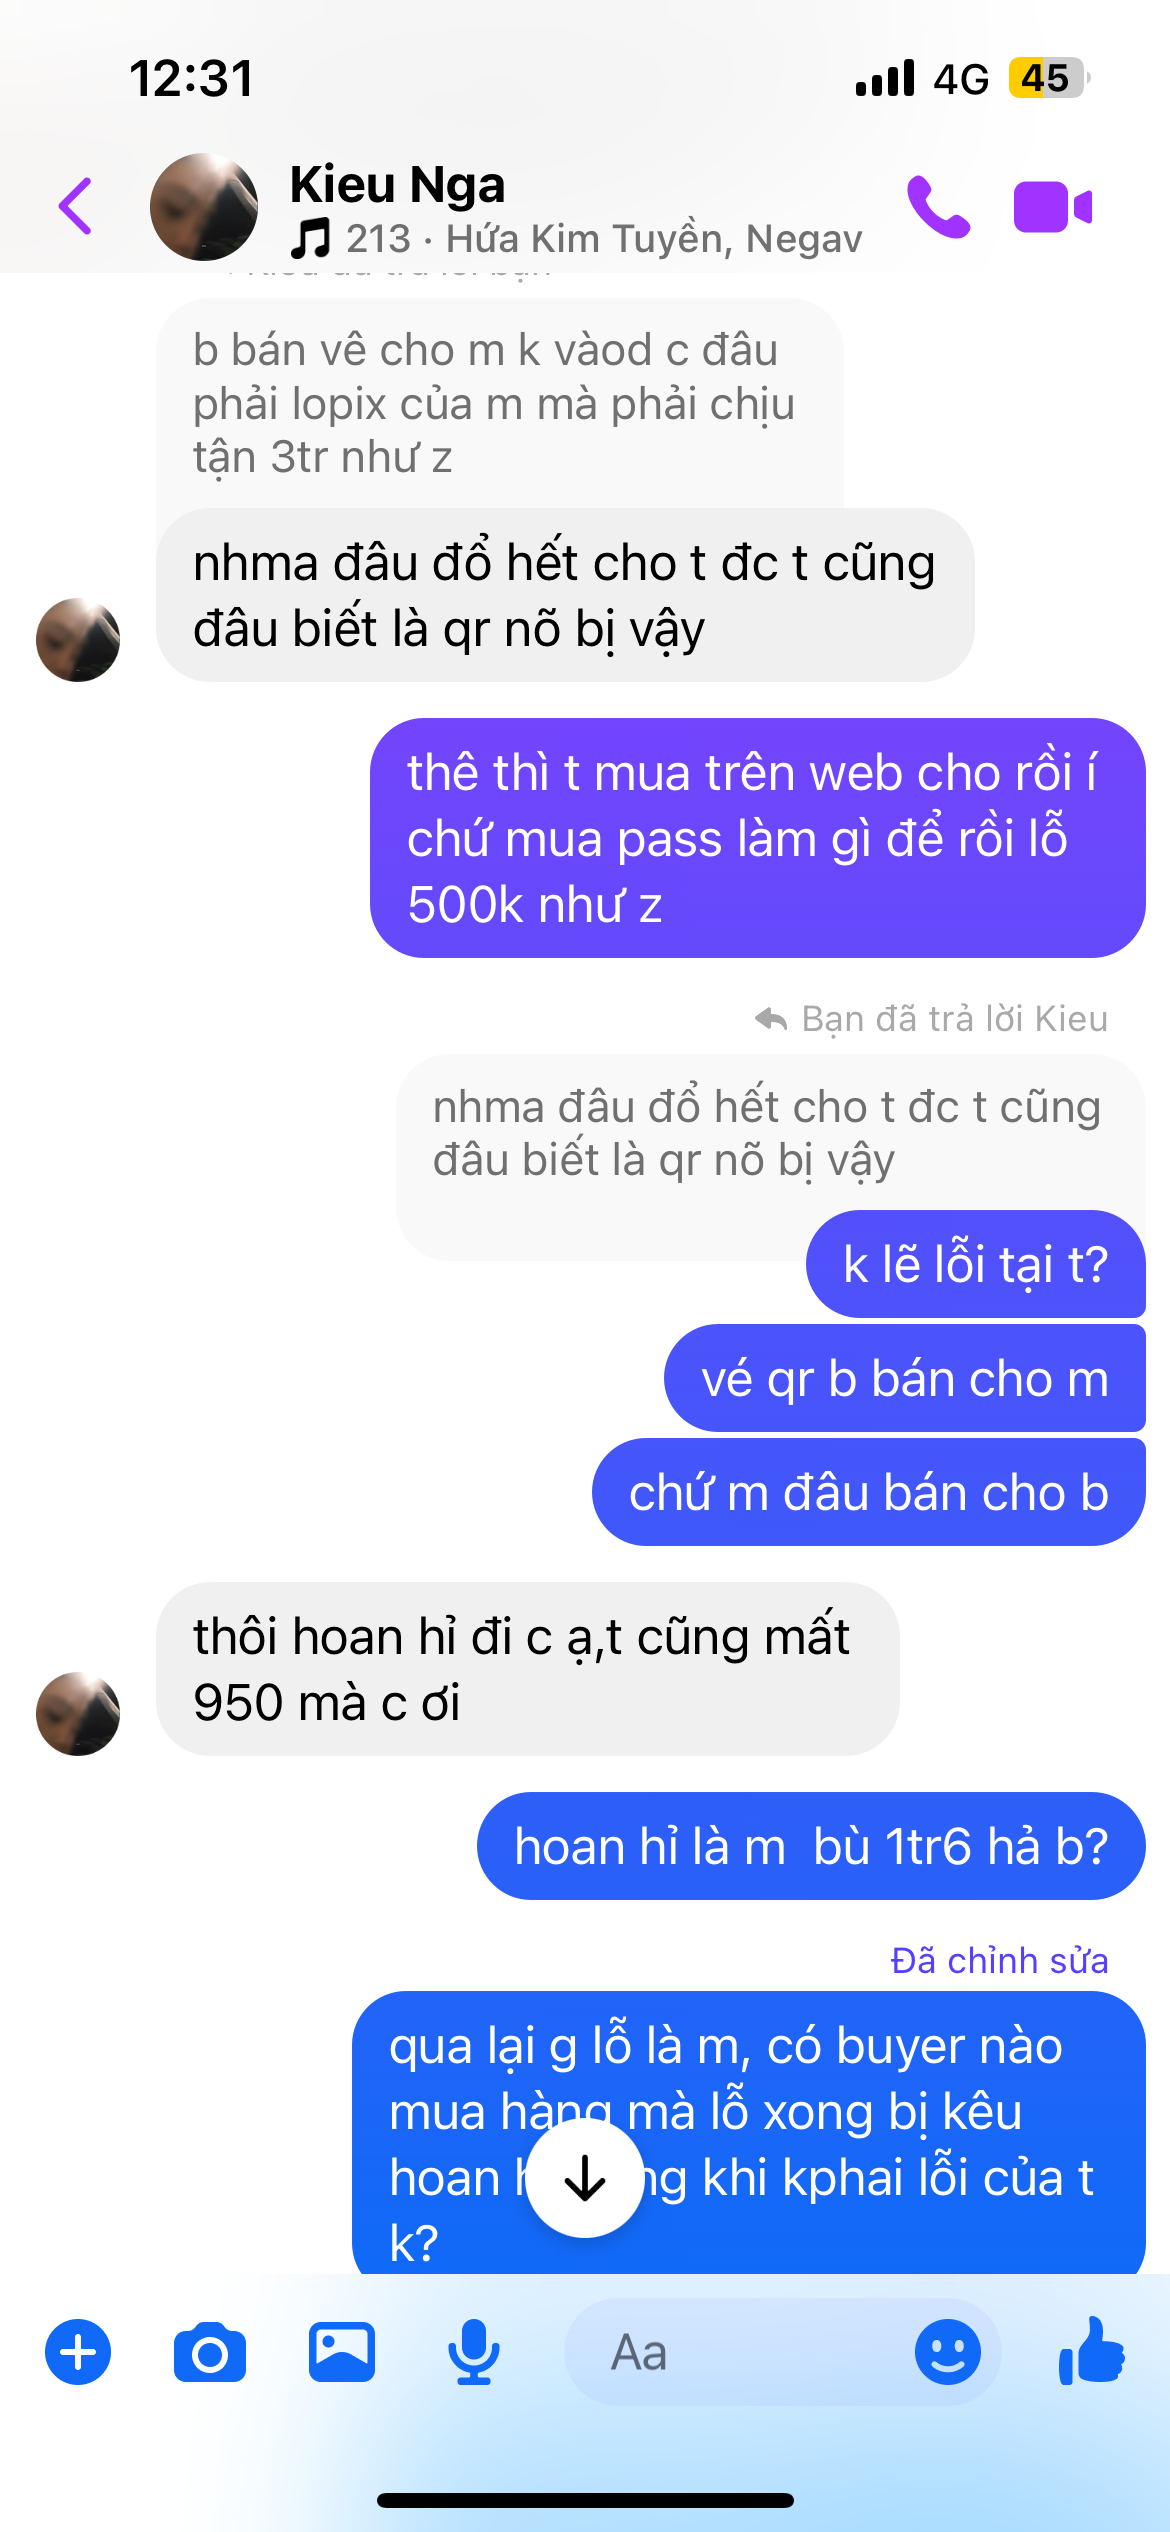 12:31
4G 45
Kieu Nga
213 · Hứa Kim Tuyền, Negav
b bán vê cho m k vàod c đâu
phải lopix của m mà phải chịu
tận 3tr như z
nhma đâu đổ hết cho t đc t cũng
đâu biết là qr nõ bị vậy
thê thì t mua trên web cho rồi í
chứ mua pass làm gì để rồi lỗ
500k như z
Bạn đã trả lời Kieu
nhma đâu đổ hết cho t đc t cũng
đâu biết là qr nõ bị vậy
k lẽ lỗi tại t?
vé qr b bán cho m
chứ m đâu bán cho b
thôi hoan hỉ đi c ạ,t cũng mất
950 mà c ơi
hoan hỉ là m  bù 1tr6 hả b?
Đã chỉnh sửa
qua lại g lỗ là m, có buyer nào
mua hàng mà lỗ xong bị kêu
hoan khi kphai lỗi của t
k?
Aa